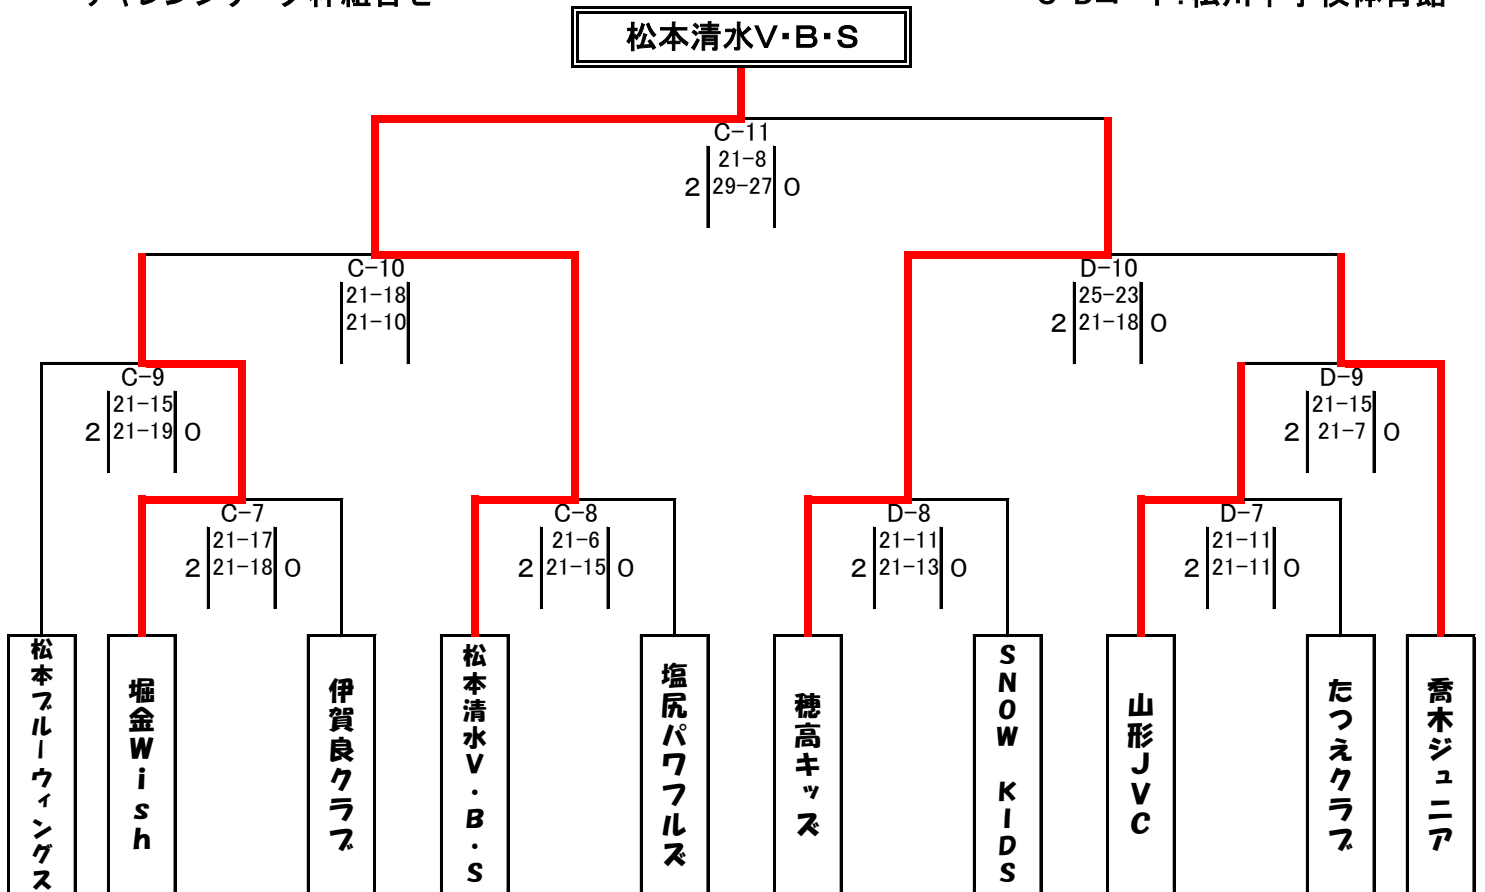 松本清水V・B・S
C-11
21-8
2 29-27 0
C-10
21-18
21-10
D-10
25-23
2 21-18 0
C-9
21-15
2 21-19 0
D-9
21-15
2 21-7 0
C-7
21-17
2 21-18 0
C-8
21-6
2 21-15 0
D-8
21-11
2 21-13 0
D-7
21-11
2 21-11 0
松本ブルーウィングス
堀金Wish
伊賀良クラブ
松本清水V・B・S
塩尻パワフルズ
穂高キッズ
SNOW KIDS
山形JVC
たつえクラブ
喬木ジュニア